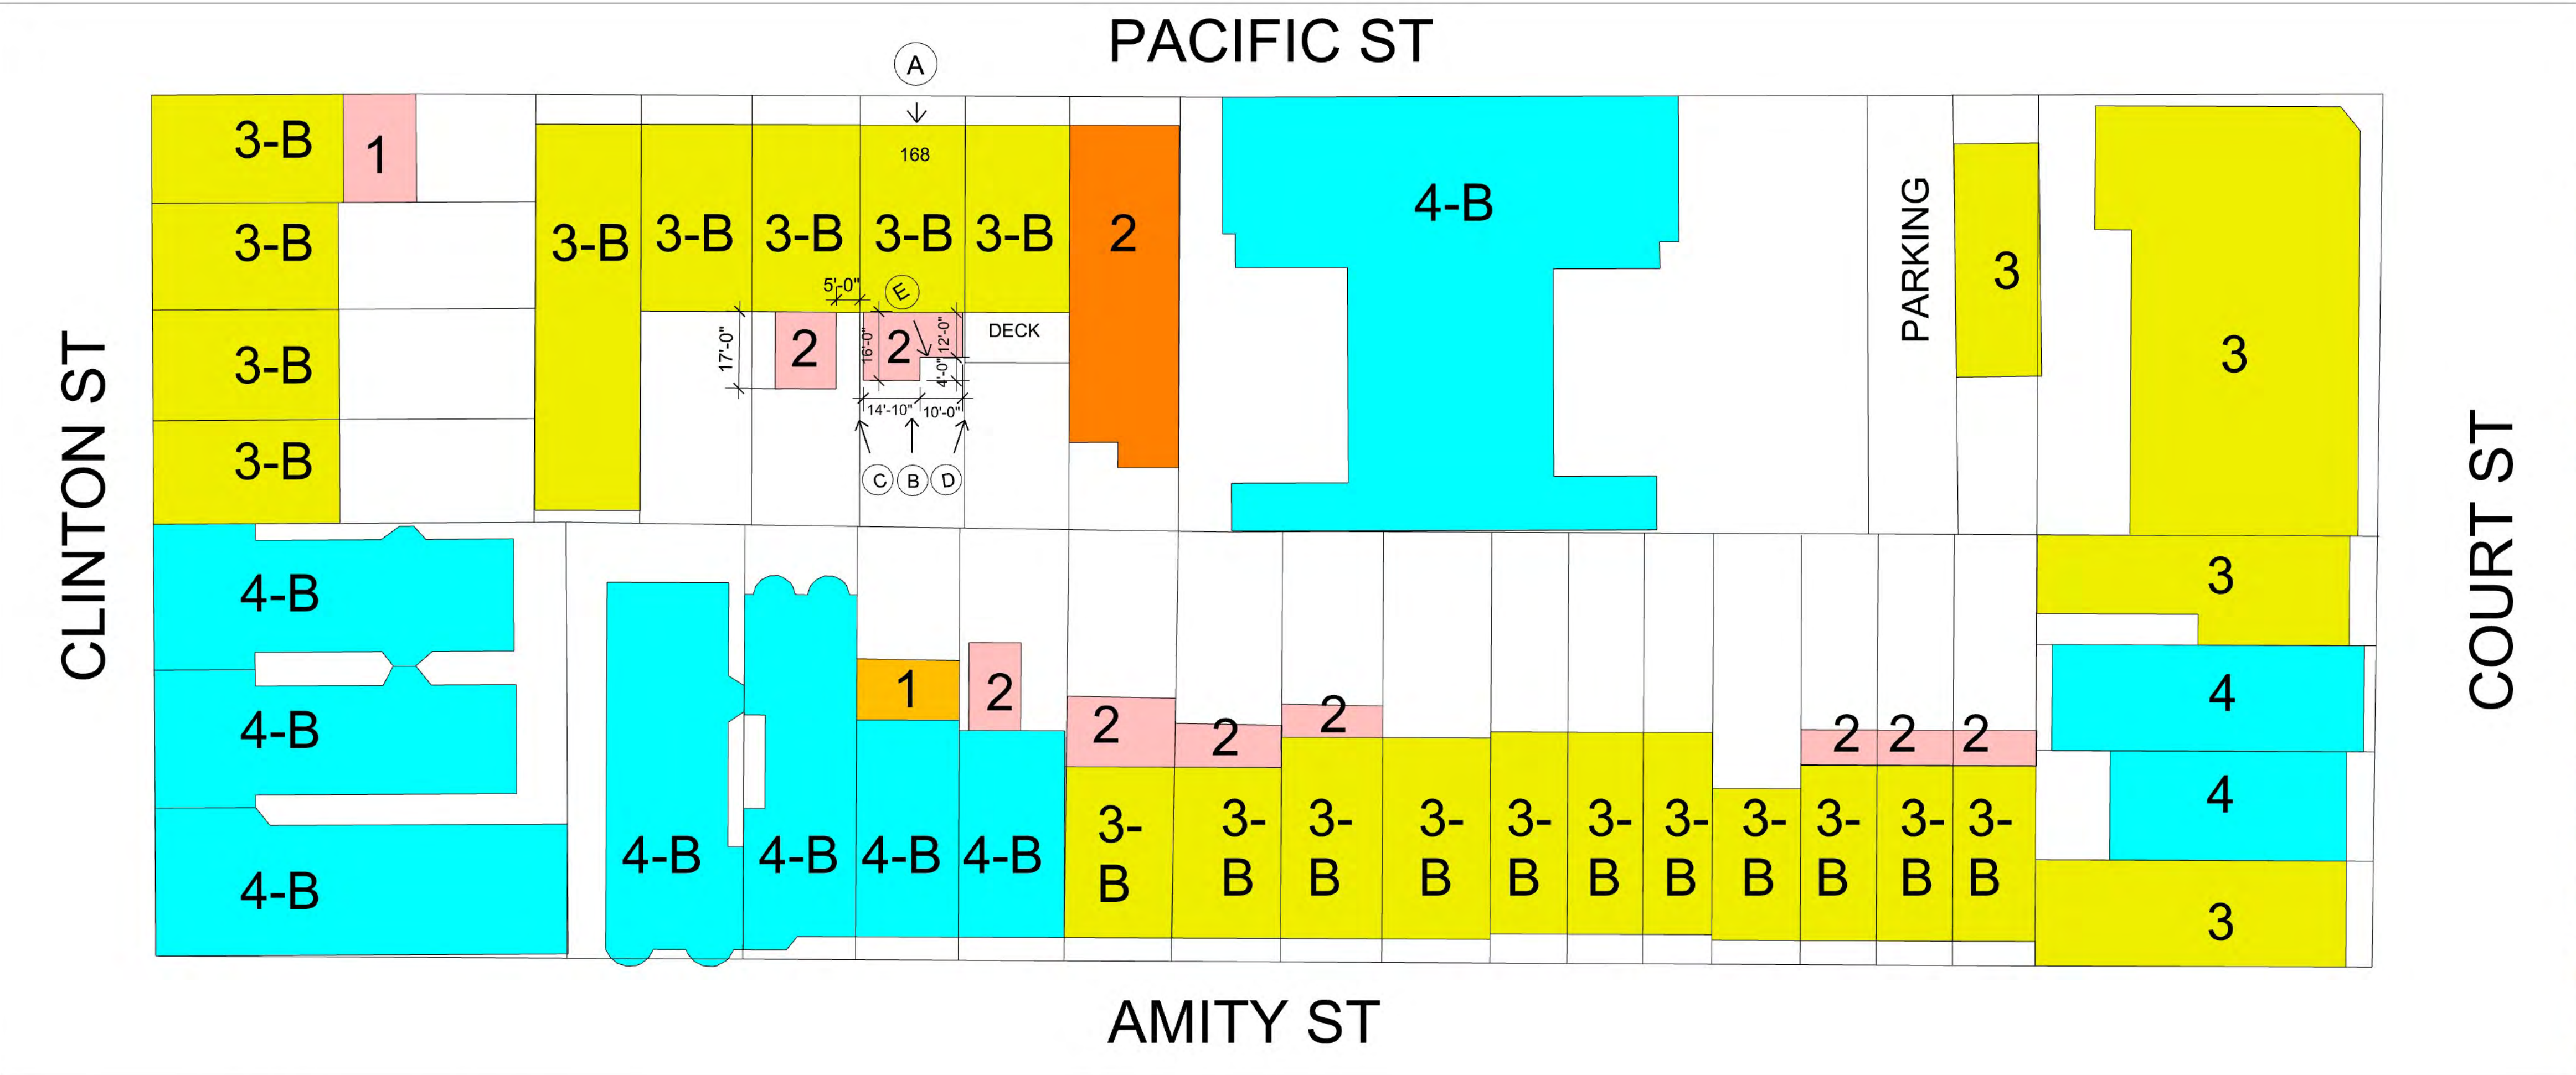 PACIFIC ST
A
3-B
1
3-B
3-B
3-B
3-B
3-B
3-B
168
3-B
3-B
2
4-B
PARKING
3
3
5'-0"
E
17'-0"
2
16'-0"
2
12'-0"
4'-0"
DECK
14'-10"
10'-0"
C
B
D
CLINTON ST
COURT ST
4-B
4-B
4-B
4-B
4-B
1
4-B
2
4-B
2
3-
B
2
3-
B
2
3-
B
3-
B
3-
B
3-
B
3-
B
3-
B
2
3-
B
2
3-
B
2
3-
B
3
4
4
3
AMITY ST